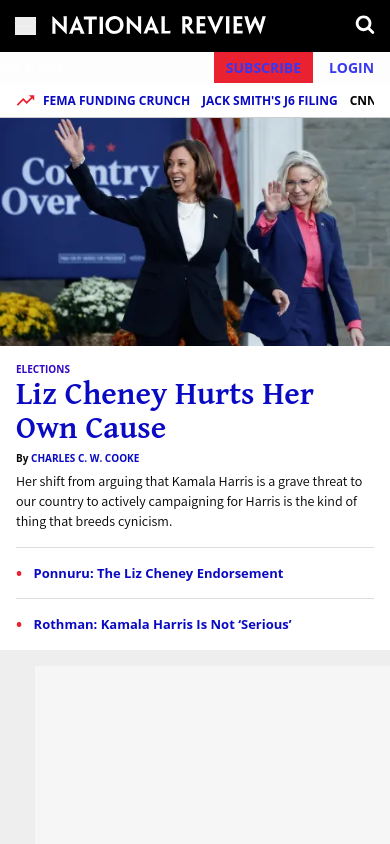 NATIONAL REVIEW
SUBSCRIBE
LOGIN
FEMA FUNDING CRUNCH
JACK SMITH'S J6 FILING
CNN
Country
Over
ELECTIONS
Liz Cheney Hurts Her
Own Cause
By CHARLES C. W. COOKE
Her shift from arguing that Kamala Harris is a grave threat to
our country to actively campaigning for Harris is the kind of
thing that breeds cynicism.
• Ponnuru: The Liz Cheney Endorsement
• Rothman: Kamala Harris Is Not ‘Serious’